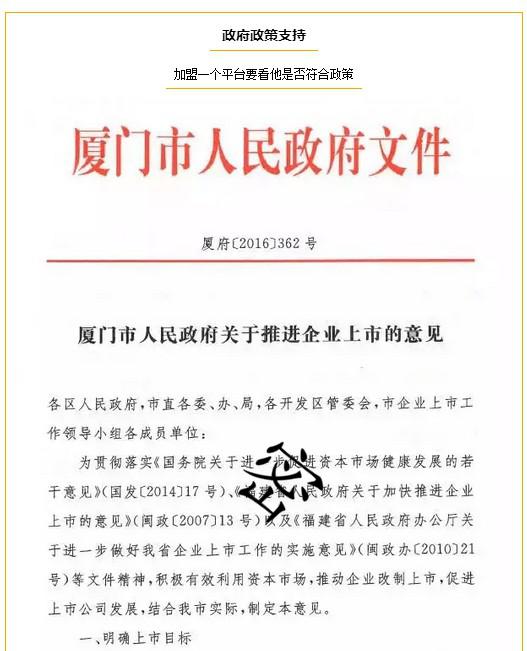 政府政策支持
加盟一个平台要看他是否符合政策
厦门市人民政府文件
厦府〔2016〕362 号
厦门市人民政府关于推进企业上市的意见
各区人民政府,市直各委、办、局,各开发区管委会,市企业上市工
作领导小组各成员单位:
为贯彻落实《国务院关于进一步促进资本市场健康发展的若
干意见》(国发〔2014〕17 号)、《福建省人民政府关于加快推进企业
上市的意见》(闽政〔2007〕13 号)以及《福建省人民政府办公厅关
于进一步做好我省企业上市工作的实施意见》(闽政办〔2010〕21
号)等文件精神,积极有效利用资本市场,推动企业改制上市,促进
上市公司发展,结合我市实际,制定本意见。
一、明确上市目标
密